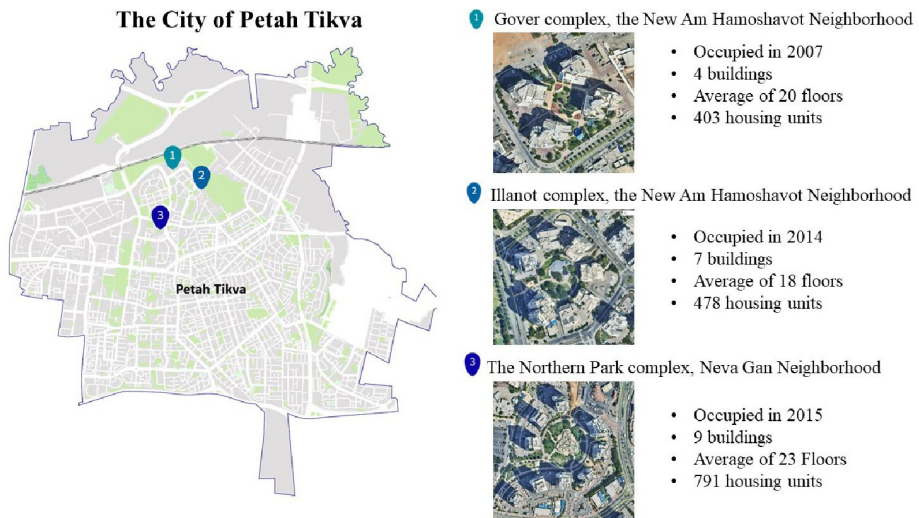 The City of Petah Tikva
1
2
3
Petah Tikva
1 Gover complex, the New Am Hamoshavot Neighborhood
• Occupied in 2007
• 4 buildings
• Average of 20 floors
• 403 housing units
2 Illanot complex, the New Am Hamoshavot Neighborhood
• Occupied in 2014
• 7 buildings
• Average of 18 floors
• 478 housing units
3 The Northern Park complex, Neva Gan Neighborhood
• Occupied in 2015
• 9 buildings
• Average of 23 Floors
• 791 housing units